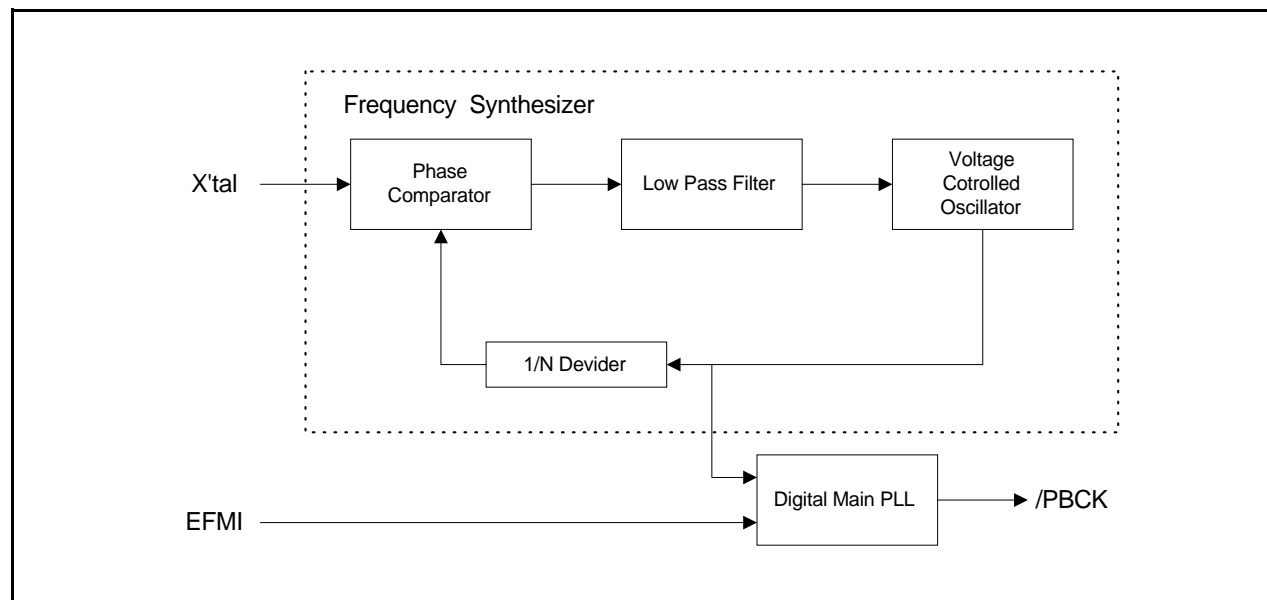 Frequency Synthesizer
X'tal
Phase
Comparator
Low Pass Filter
Voltage
Cotrolled
Oscillator
1/N Devider
EFMI
Digital Main PLL
/PBCK